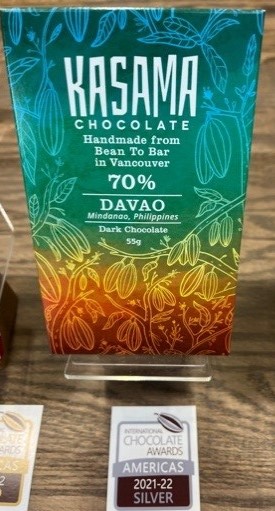 KASAMA
CHOCOLATE
Handmade from
Bean To Bar
in Vancouver
70%
DAVAO
Mindanao, Philippines
Dark Chocolate
55g
INTERNATIONAL
CHOCOLATE
AWARDS
AMERICAS
2021-22
SILVER